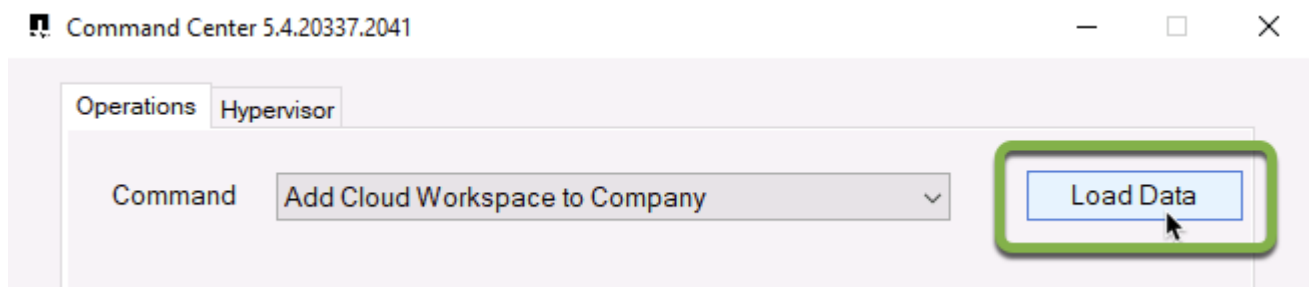 Command Center 5.4.20337.2041
Operations Hypervisor
Command Add Cloud Workspace to Company Load Data